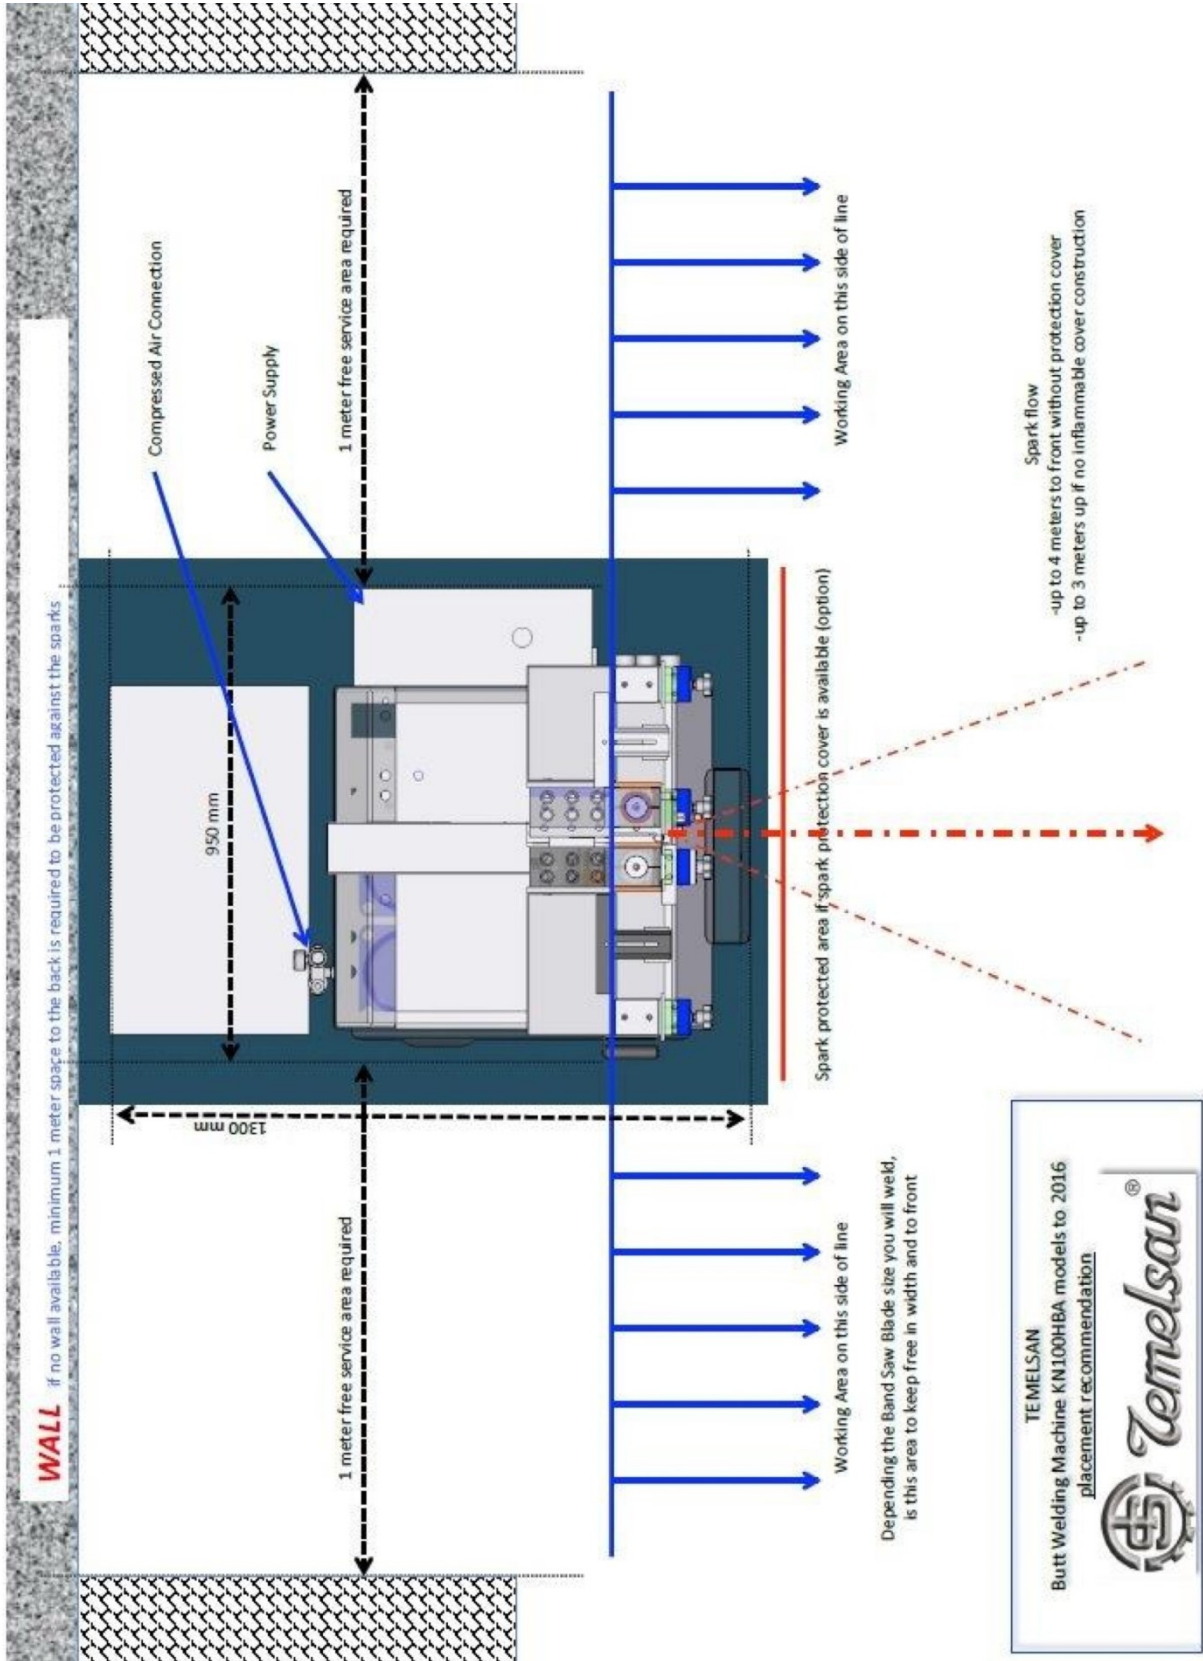 WALL if no wall available, minimum 1 meter space to the back is required to be protected against the sparks
Compressed Air Connection
Power Supply
950 mm
1 meter free service area required
1 meter free service area required
1300 mm
Working Area on this side of line
Working Area on this side of line
Spark protected area if spark protection cover is available (option)
Depending the Band Saw Blade size you will weld,
is this area to keep free in width and to front
Spark flow
-up to 4 meters to front without protection cover
-up to 3 meters up if no inflammable cover construction
TEMELSAN
Butt Welding Machine KN100HBA models to 2016
placement recommendation
Temelsan ®